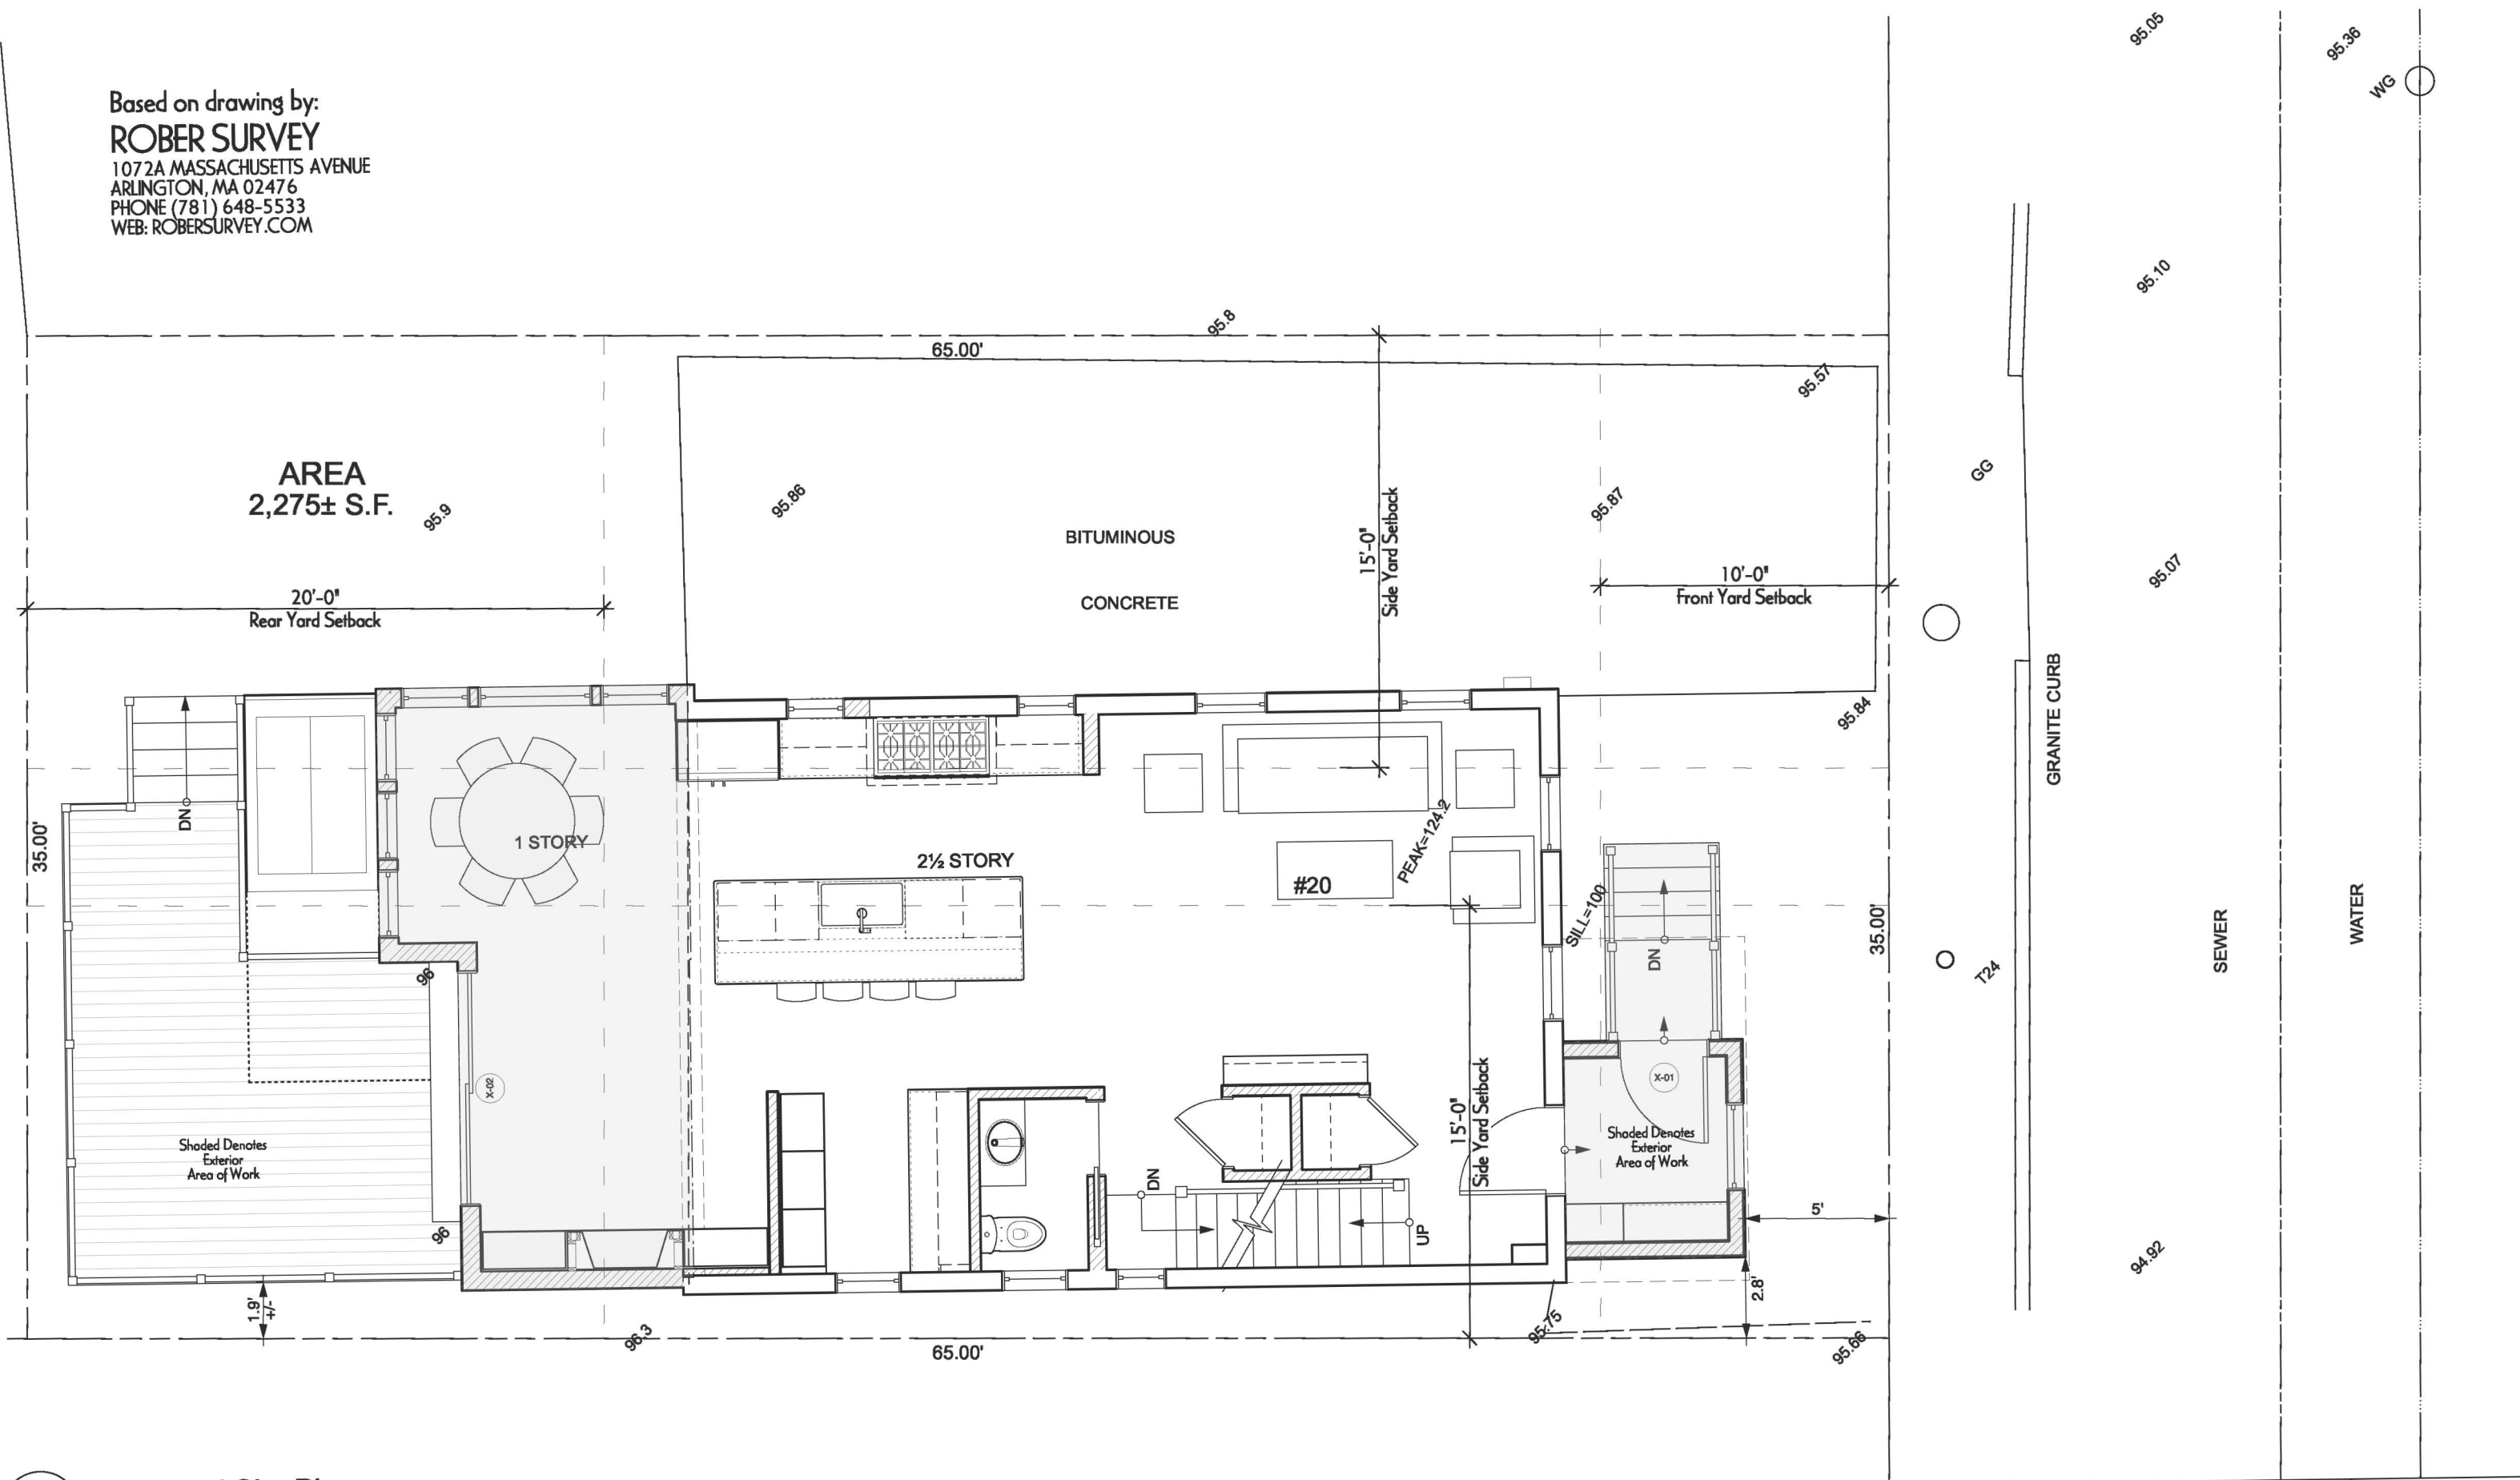 Based on drawing by:
ROBER SURVEY
1072A MASSACHUSETTS AVENUE
ARLINGTON, MA 02476
PHONE (781) 648-5533
WEB: ROBERSURVEY.COM
95.05
95.36
WG
95.10
95.8
65.00'
95.57
AREA
2,275± S.F.
95.9
95.86
95.87
GG
BITUMINOUS
CONCRETE
15'-0"
Side Yard Setback
20'-0"
Rear Yard Setback
10'-0"
Front Yard Setback
95.07
GRANITE CURB
95.84
DN
35.00'
1 STORY
2½ STORY
PEAK=124.2
#20
SILL=100
DN
35.00'
T24
SEWER
WATER
96
X-02
X-01
15'-0"
Side Yard Setback
Shaded Denotes
Exterior
Area of Work
Shaded Denotes
Exterior
Area of Work
DN
UP
5'
96
94.92
1.9'
+/-
2.8'
96.3
65.00'
95.75
95.66